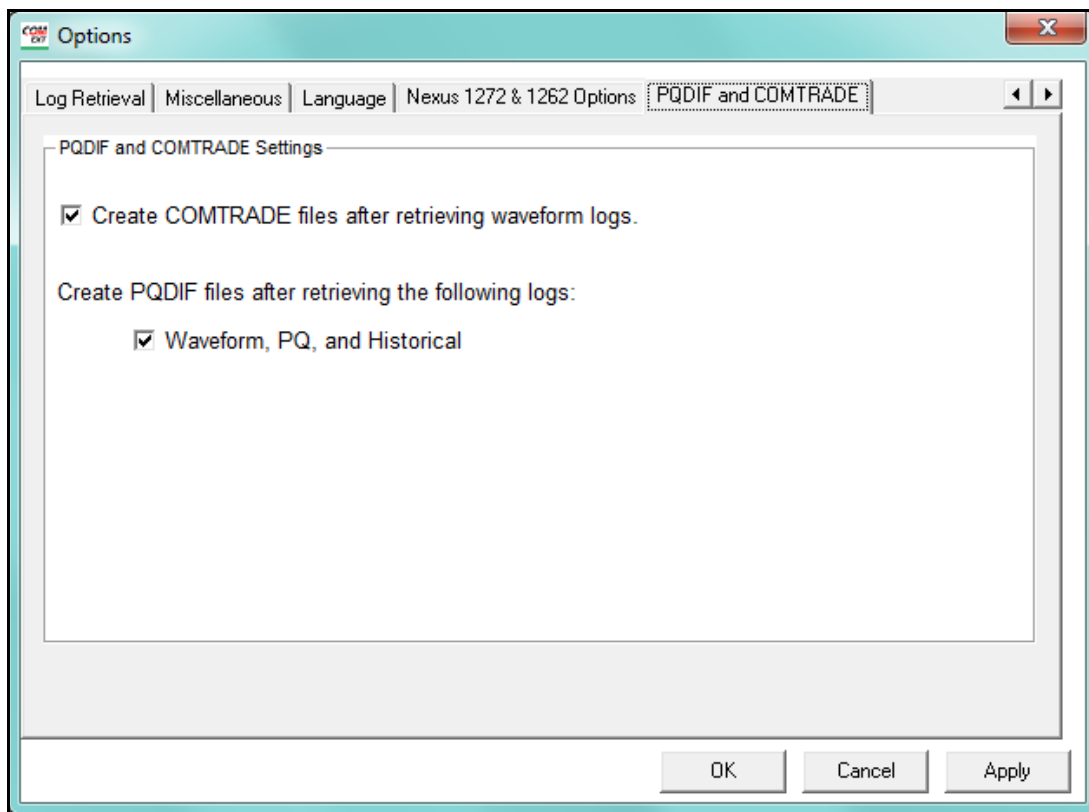 COM EXT Options X
Log Retrieval Miscellaneous Language Nexus 1272 & 1262 Options PQDIF and COMTRADE
PQDIF and COMTRADE Settings
Create COMTRADE files after retrieving waveform logs.
Create PQDIF files after retrieving the following logs:
Waveform, PQ, and Historical
OK Cancel Apply